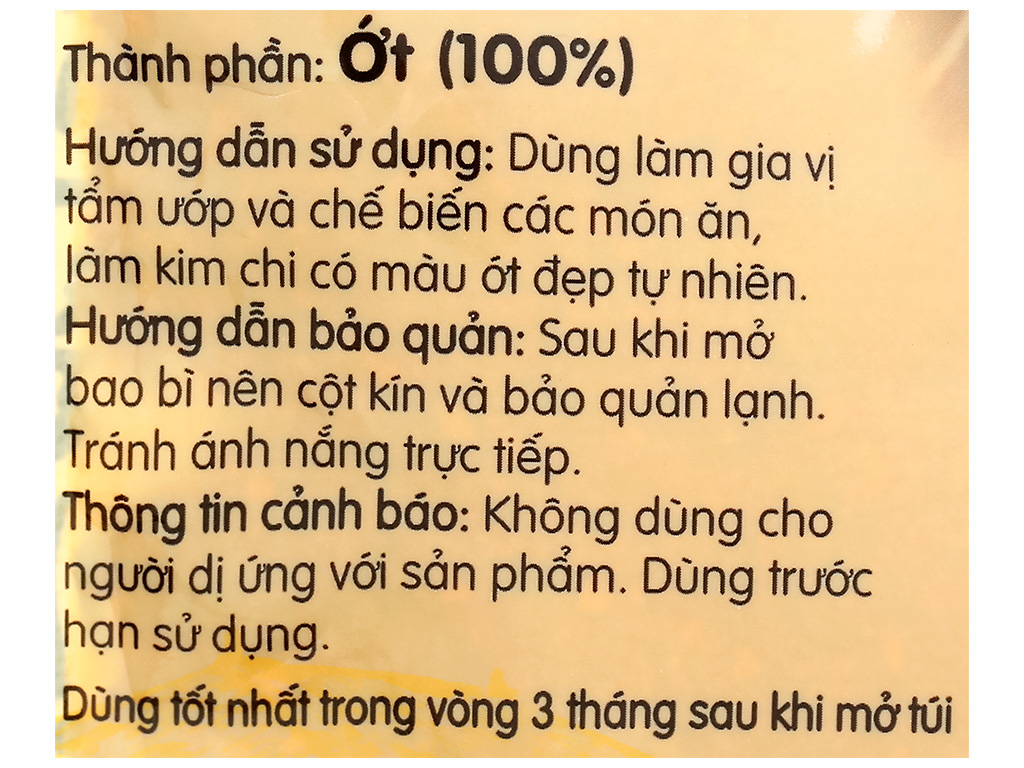 Thành phần: Ớt (100%)
Hướng dẫn sử dụng: Dùng làm gia vị
tẩm ướp và chế biến các món ăn,
làm kim chi có màu ớt đẹp tự nhiên.
Hướng dẫn bảo quản: Sau khi mở
bao bì nên cột kín và bảo quản lạnh.
Tránh ánh nắng trực tiếp.
Thông tin cảnh báo: Không dùng cho
người dị ứng với sản phẩm. Dùng trước
hạn sử dụng.
Dùng tốt nhất trong vòng 3 tháng sau khi mở túi